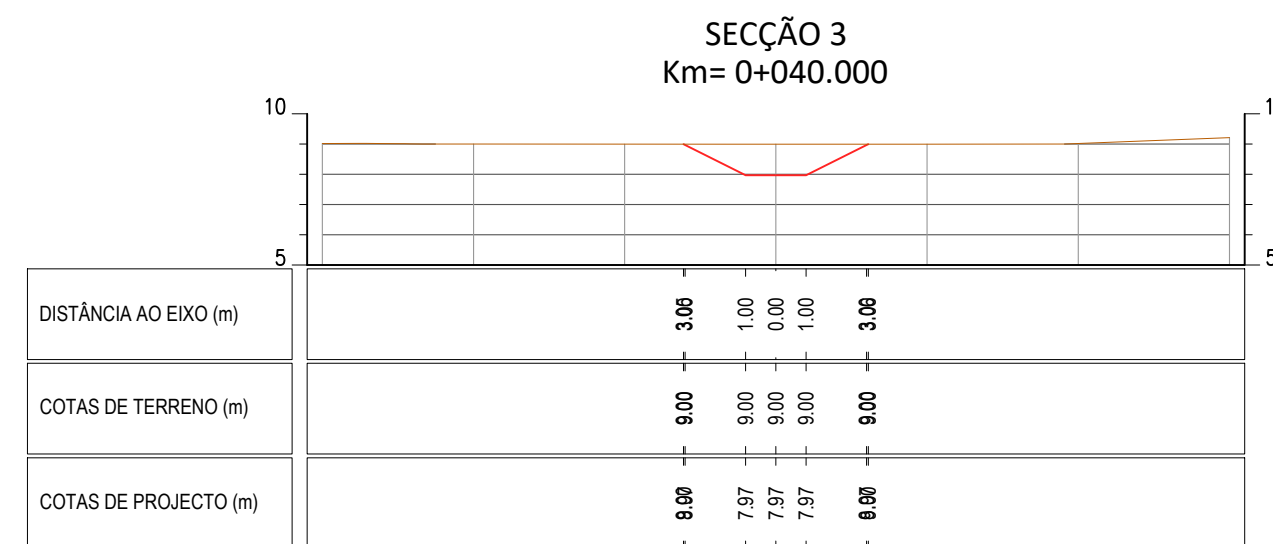 SECÇÃO 3
Km= 0+040.000
10
5
5
DISTÂNCIA AO EIXO (m)
1.00 0.00 1.00
COTAS DE TERRENO (m)
9.00 9.00 9.00 9.00 9.00
COTAS DE PROJECTO (m)
7.97 7.97 7.97